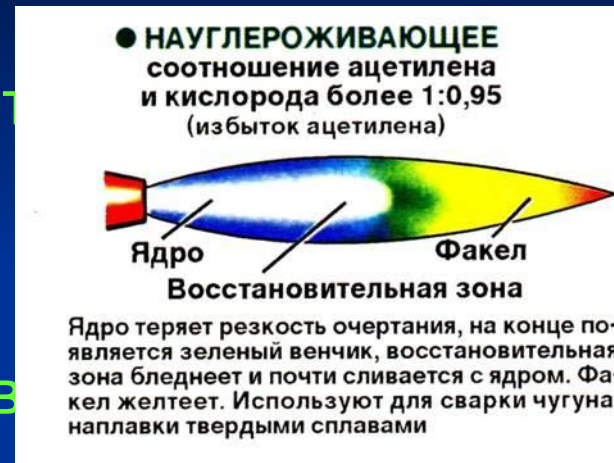 ● НАУГЛЕРОЖИВАЮЩЕЕ
соотношение ацетилена
и кислорода более 1:0,95
(избыток ацетилена)
Ядро
Факел
Восстановительная зона
Ядро теряет резкость очертания, на конце по-
является зеленый венчик, восстановительная
зона бледнеет и почти сливается с ядром. Фа-
кел желтеет. Используют для сварки чугуна
наплавки твердыми сплавами